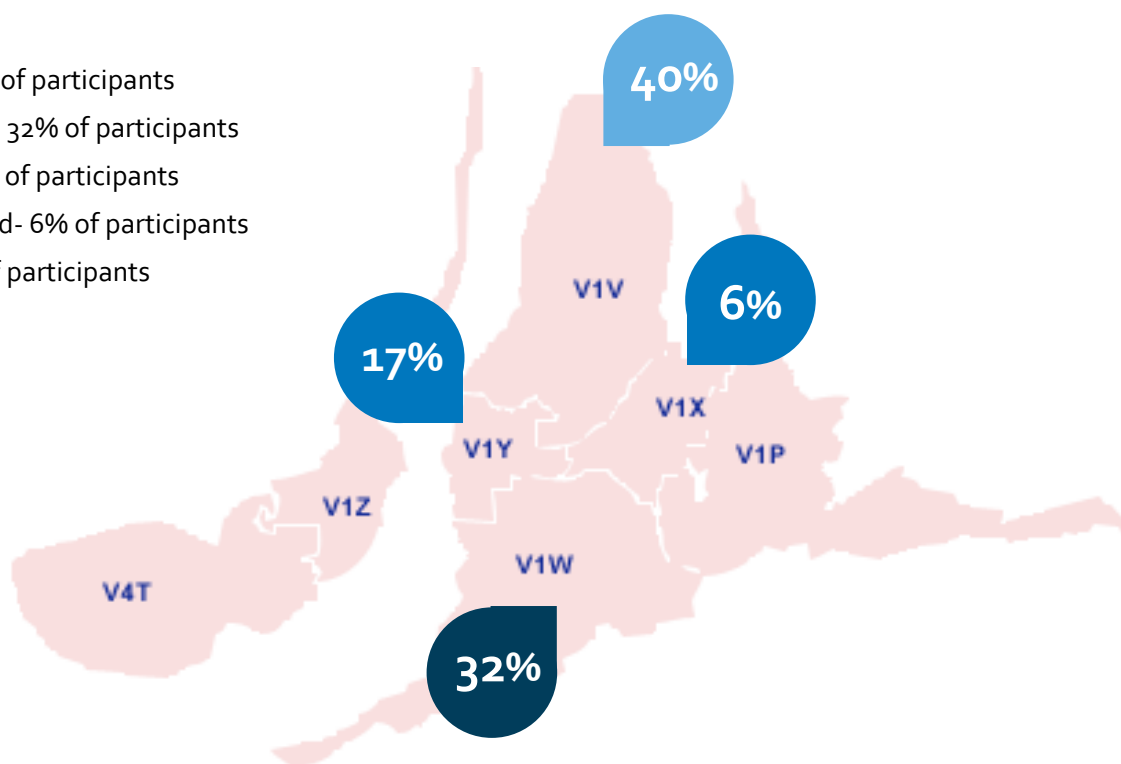 of participants
32% of participants
of participants
d- 6% of participants
participants
40%
V1V
6%
17%
V1X
V1Y
V1P
V1Z
V1W
V4T
32%